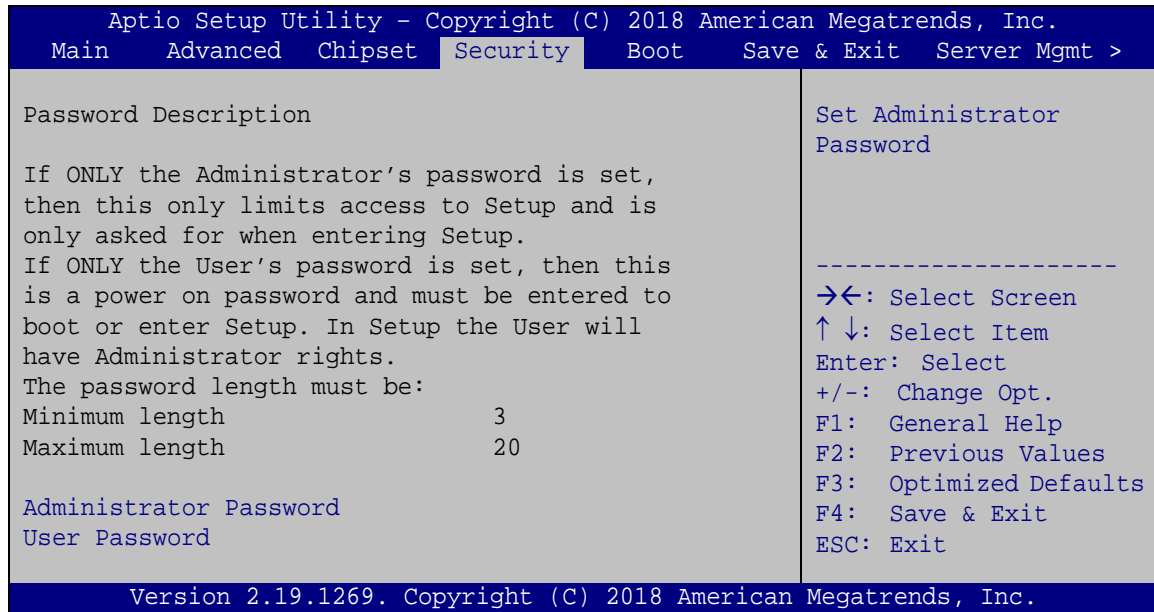 Aptio Setup Utility – Copyright (C) 2018 American Megatrends, Inc.
Main Advanced Chipset Security Boot Save & Exit Server Mgmt >
Password Description
If ONLY the Administrator’s password is set,
then this only limits access to Setup and is
only asked for when entering Setup.
If ONLY the User’s password is set, then this
is a power on password and must be entered to
boot or enter Setup. In Setup the User will
have Administrator rights.
The password length must be:
Minimum length 3
Maximum length 20
Administrator Password
User Password
Set Administrator
Password
----------------------
→←: Select Screen
↑ ↓: Select Item
Enter: Select
+/-: Change Opt.
F1: General Help
F2: Previous Values
F3: Optimized Defaults
F4: Save & Exit
ESC: Exit
Version 2.19.1269. Copyright (C) 2018 American Megatrends, Inc.